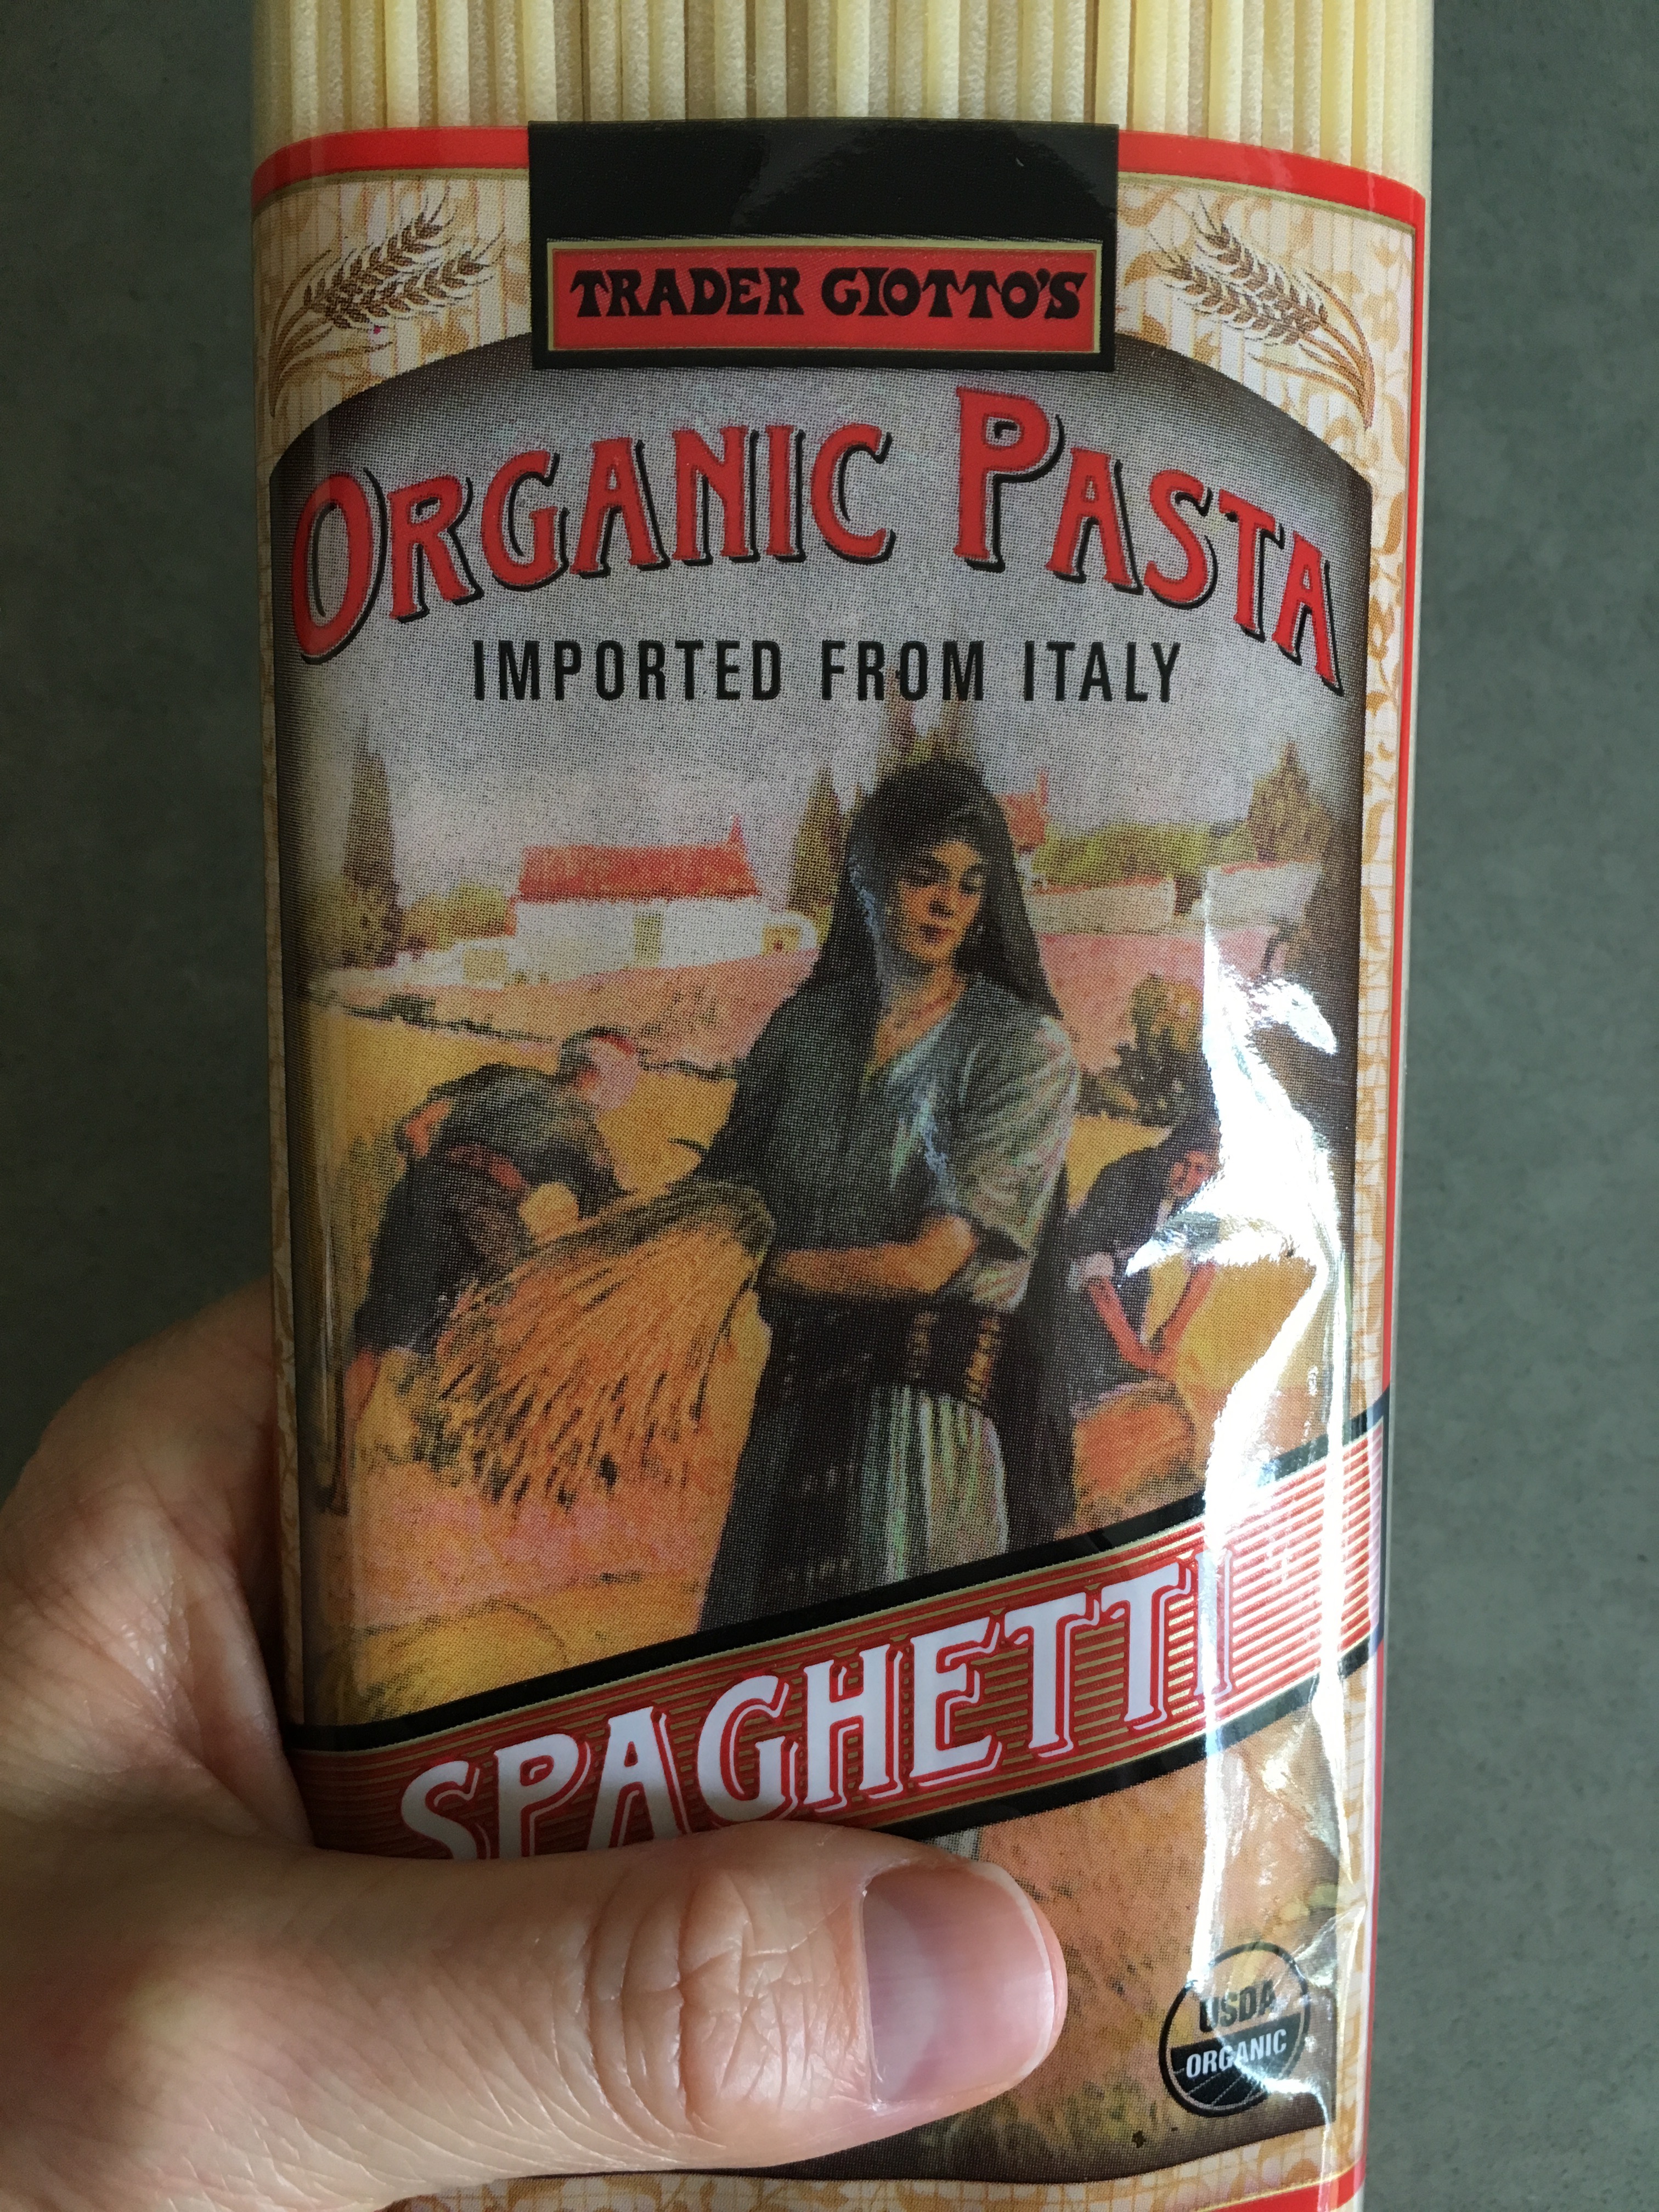 TRADER GIOTTO'S
ORGANIC PASTA
IMPORTED FROM ITALY
SPAGHETTI
USDA
ORGANIC